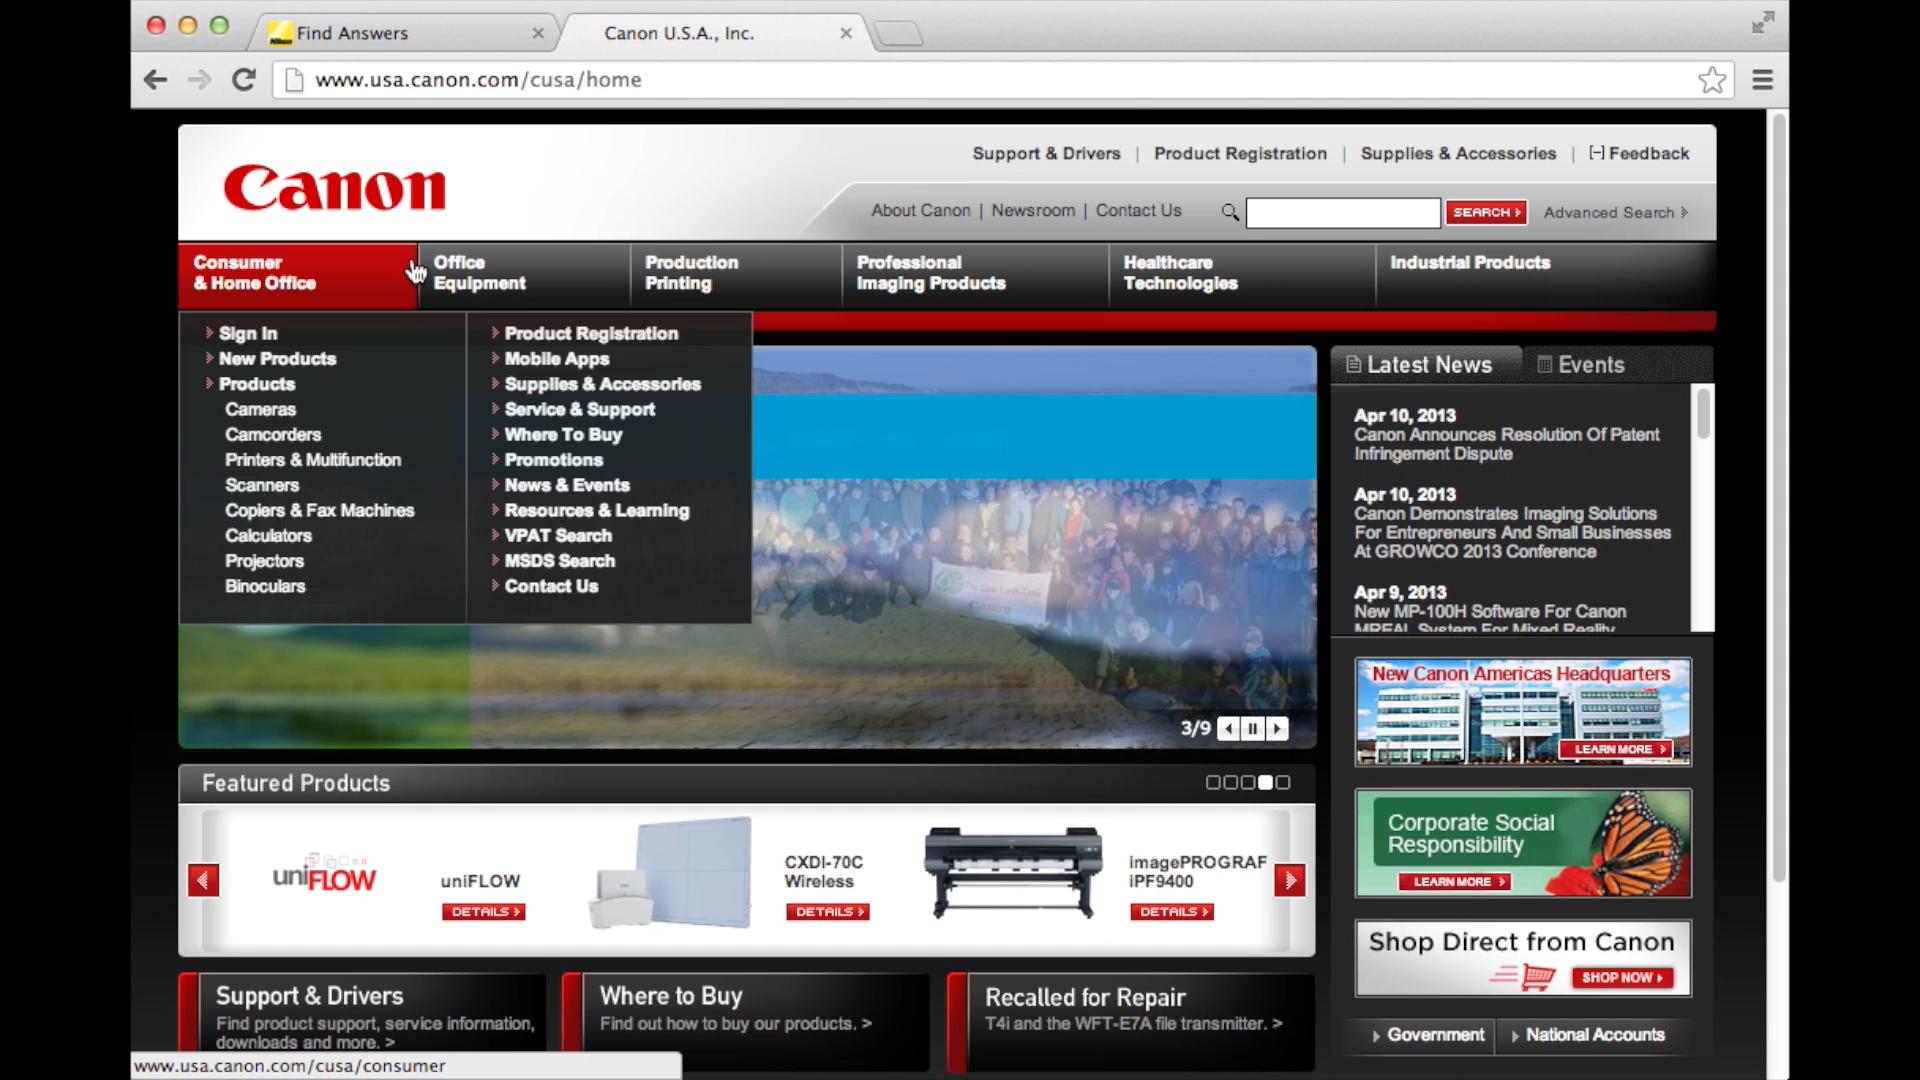 Find Answers
Canon U.S.A., Inc.
www.usa.canon.com/cusa/home
Support & Drivers | Product Registration | Supplies & Accessories | [-] Feedback
Canon
About Canon | Newsroom | Contact Us
SEARCH
Advanced Search
Consumer
& Home Office
Office
Equipment
Production
Printing
Professional
Imaging Products
Healthcare
Technologies
Industrial Products
Sign In
New Products
Products
Cameras
Camcorders
Printers & Multifunction
Scanners
Copiers & Fax Machines
Calculators
Projectors
Binoculars
Product Registration
Mobile Apps
Supplies & Accessories
Service & Support
Where To Buy
Promotions
News & Events
Resources & Learning
VPAT Search
MSDS Search
Contact Us
Canon
3/9
Latest News
Events
Apr 10, 2013
Canon Announces Resolution Of Patent
Infringement Dispute
Apr 10, 2013
Canon Demonstrates Imaging Solutions
For Entrepreneurs And Small Businesses
At GROWCO 2013 Conference
Apr 9, 2013
New MP-100H Software For Canon
MREAL System For Mixed Reality
New Canon Americas Headquarters
LEARN MORE
Corporate Social
Responsibility
LEARN MORE
Shop Direct from Canon
SHOP NOW
Government
National Accounts
Featured Products
uniFLOW
uniFLOW
DETAILS
CXDI-70C
Wireless
DETAILS
imagePROGRAF
iPF9400
DETAILS
Support & Drivers
Find product support, service information,
downloads and more. >
Where to Buy
Find out how to buy our products. >
Recalled for Repair
T4i and the WFT-E7A file transmitter. >
www.usa.canon.com/cusa/consumer